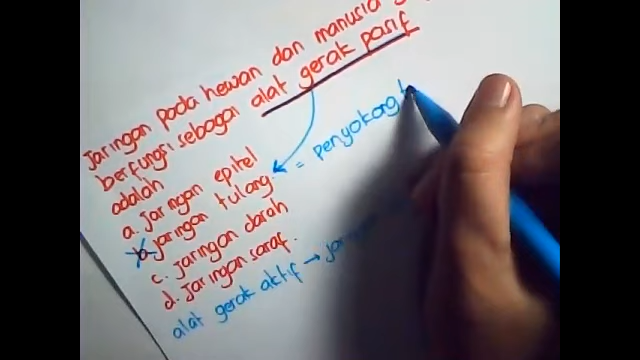 Jaringan pada hewan dan manusia
berfungsi sebagai alat gerak pasif
adalah
a. jaringan epitel
b. jaringan tulang. = Penyokong
c. jaringan darah
d. jaringan saraf.
alat gerak aktif → jaringan